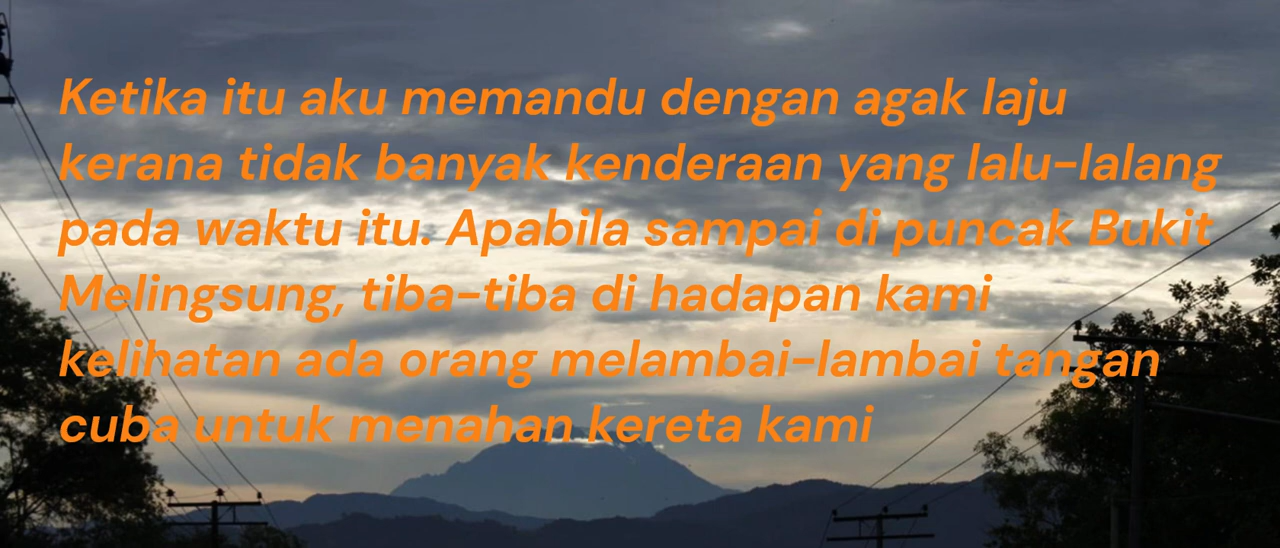 Ketika itu aku memandu dengan agak laju
kerana tidak banyak kenderaan yang lalu-lalang
pada waktu itu. Apabila sampai di puncak Bukit
Melingsung, tiba-tiba di hadapan kami
kelihatan ada orang melambai-lambai tangan
cuba untuk menahan kereta kami